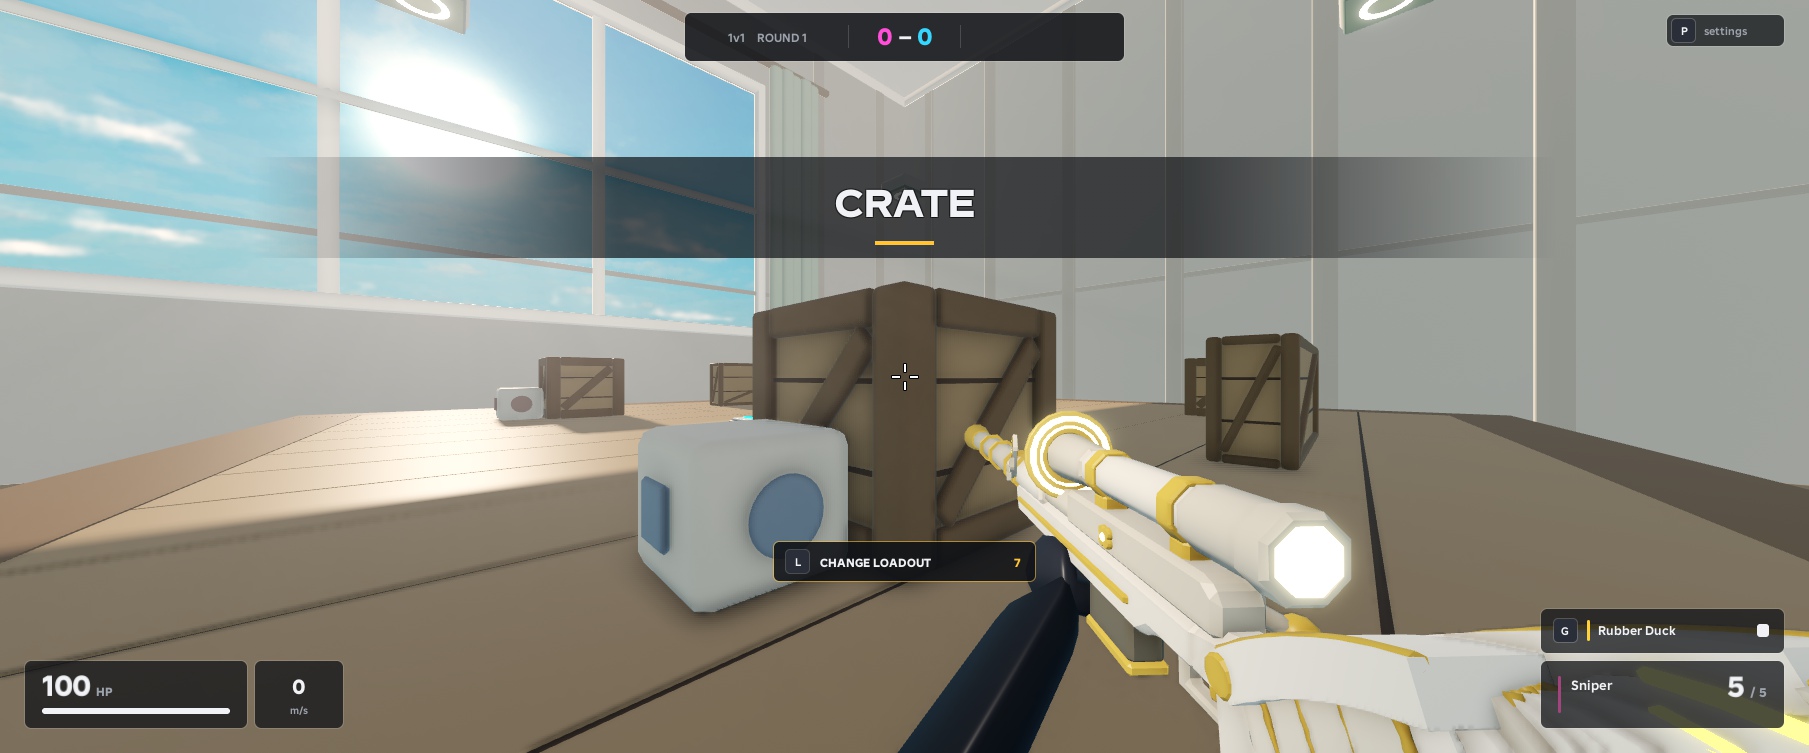 1v1 ROUND 1 0 – 0
P settings
CRATE
L CHANGE LOADOUT 7
G Rubber Duck
100 HP
0
m/s
Sniper 5 / 5